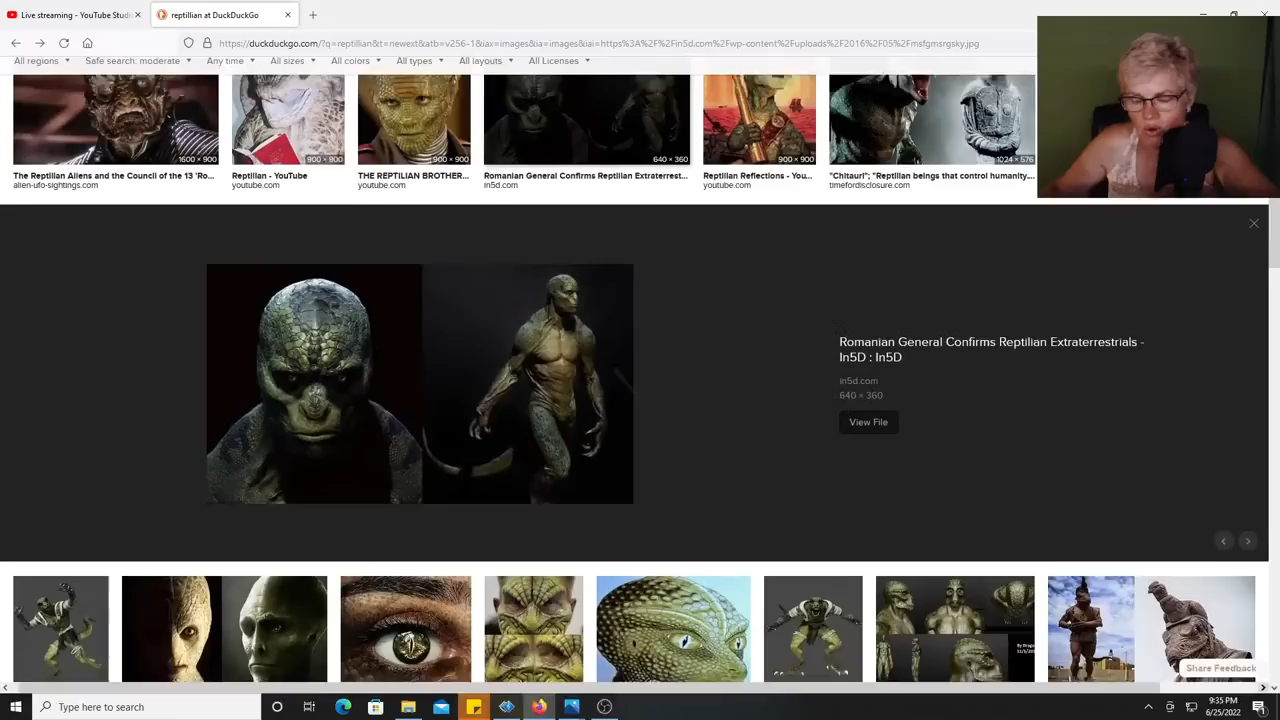 Live streaming - YouTube Studi
reptillian at DuckDuckGo
https://duckduckgo.com/?q=reptillian&t=newext&atb=v256-1&iax=images&ia=images&iai=https%3A%2F%2Fin5d.com%2Fwp-content%2Fuploads%2F2016%2F05%2Fmsfgmsrgsky.jpg
All regions Safe search: moderate Any time All sizes All colors All types All layouts All Licenses
1600 × 900 900 × 900 900 × 900 640 × 360 900 × 900 1024 × 576
The Reptilian Aliens and the Council of the 13 'Ro...
alien-ufo-sightings.com
Reptilian - YouTube
youtube.com
THE REPTILIAN BROTHER...
youtube.com
Romanian General Confirms Reptilian Extraterrest...
in5d.com
Reptilian Reflections - You...
youtube.com
"Chitauri"; "Reptilian beings that control humanity...
timefordisclosure.com
Romanian General Confirms Reptilian Extraterrestrials -
In5D : In5D
in5d.com
640 × 360
View File
Share Feedback
Type here to search
9:35 PM
6/25/2022